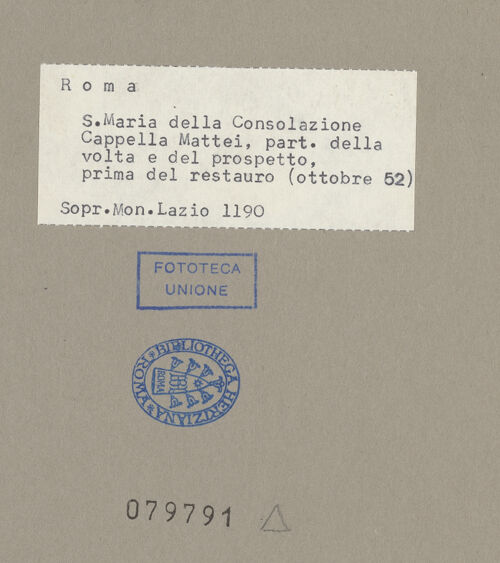 Roma
S.Maria della Consolazione
Cappella Mattei, part. della
volta e del prospetto,
prima del restauro (ottobre 52)
Sopr.Mon.Lazio 1190
FOTOTECA
UNIONE
BIBLIOTHECA HERTZIANA ROMA
ROMA
079791